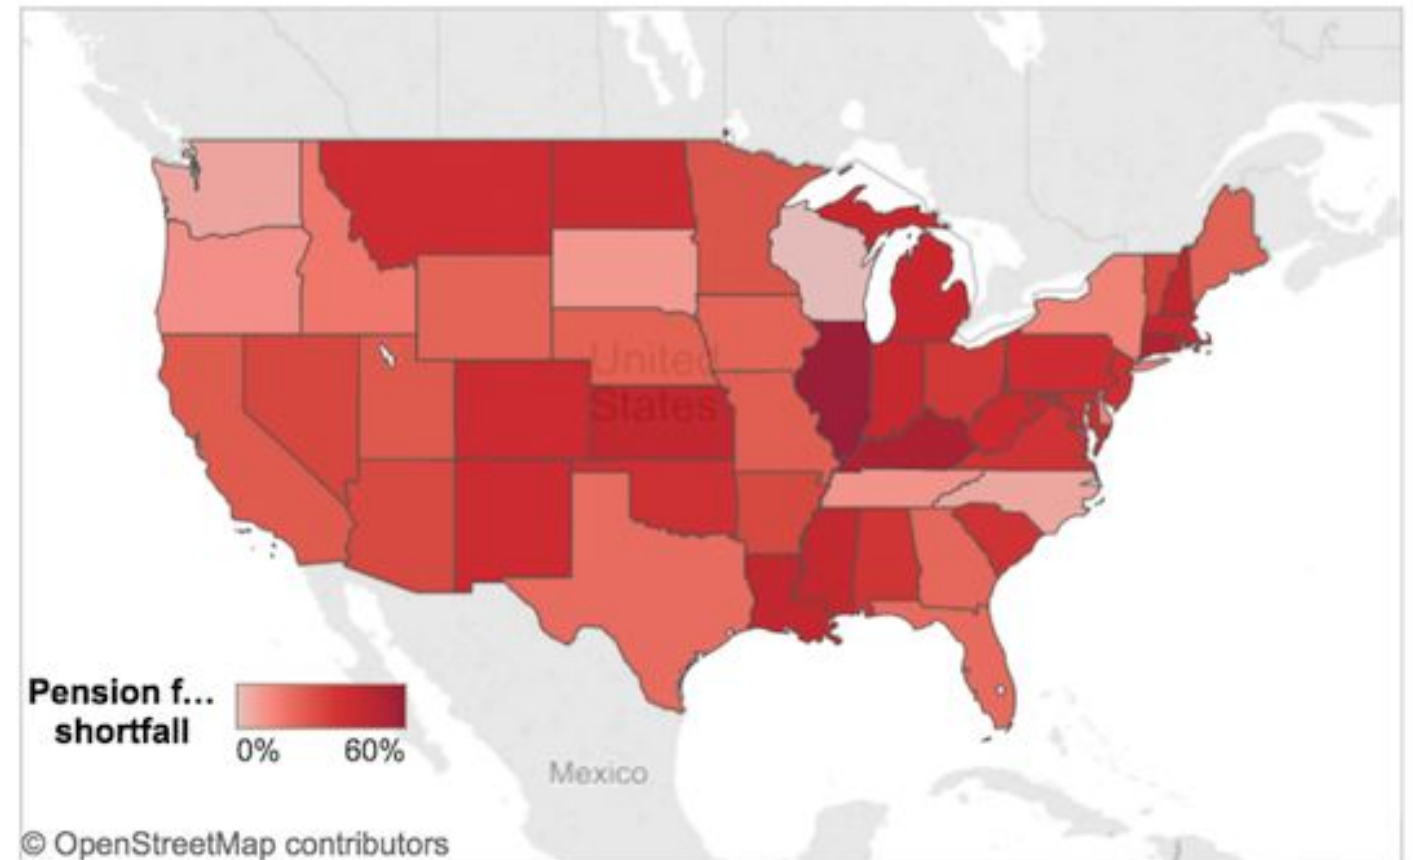 United
States
Pension f...
shortfall
0% 60%
Mexico
© OpenStreetMap contributors